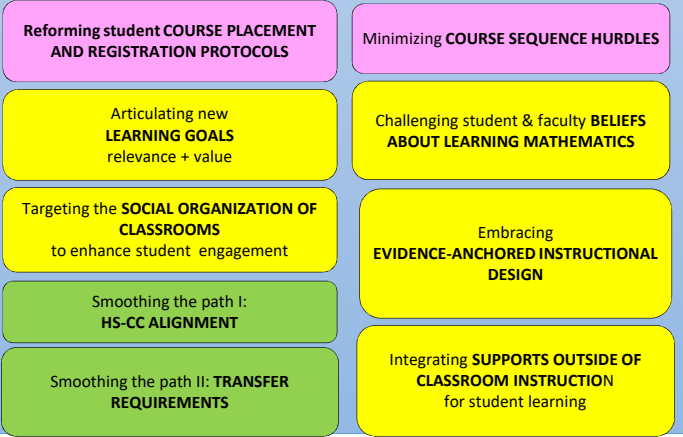 Reforming student COURSE PLACEMENT
AND REGISTRATION PROTOCOLS
Minimizing COURSE SEQUENCE HURDLES
Articulating new
LEARNING GOALS
relevance + value
Challenging student & faculty BELIEFS
ABOUT LEARNING MATHEMATICS
Targeting the SOCIAL ORGANIZATION OF
CLASSROOMS
to enhance student engagement
Embracing
EVIDENCE-ANCHORED INSTRUCTIONAL
DESIGN
Smoothing the path I:
HS-CC ALIGNMENT
Smoothing the path II: TRANSFER
REQUIREMENTS
Integrating SUPPORTS OUTSIDE OF
CLASSROOM INSTRUCTION
for student learning